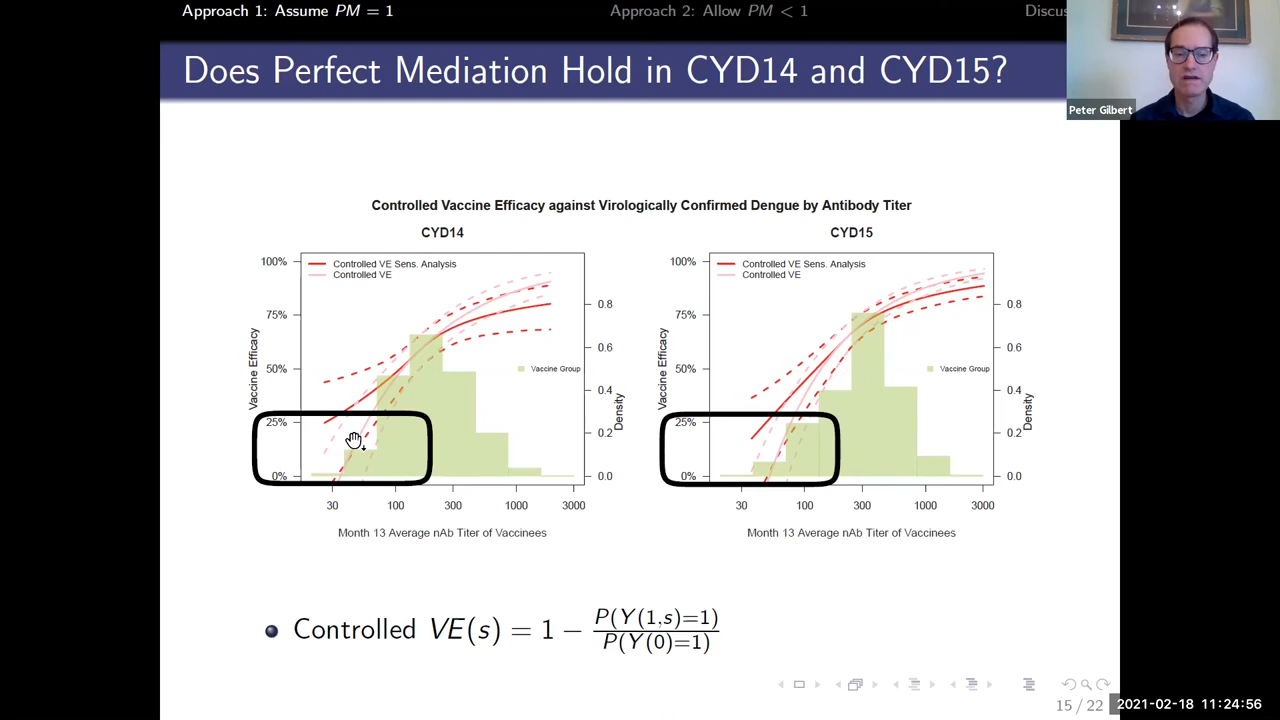 Approach 1: Assume PM = 1
Approach 2: Allow PM < 1
Discus
Does Perfect Mediation Hold in CYD14 and CYD15?
Peter Gilbert
Controlled Vaccine Efficacy against Virologically Confirmed Dengue by Antibody Titer
CYD14
Controlled VE Sens. Analysis
Controlled VE
100%
75%
50%
25%
0%
Vaccine Efficacy
0.8
0.6
0.4
0.2
0.0
Density
Vaccine Group
30 100 300 1000 3000
Month 13 Average nAb Titer of Vaccinees
CYD15
Controlled VE Sens. Analysis
Controlled VE
100%
75%
50%
25%
0%
Vaccine Efficacy
0.8
0.6
0.4
0.2
0.0
Density
Vaccine Group
30 100 300 1000 3000
Month 13 Average nAb Titer of Vaccinees
Controlled VE(s) = 1 − P(Y(1,s)=1) / P(Y(0)=1)
15 / 22
2021-02-18 11:24:56